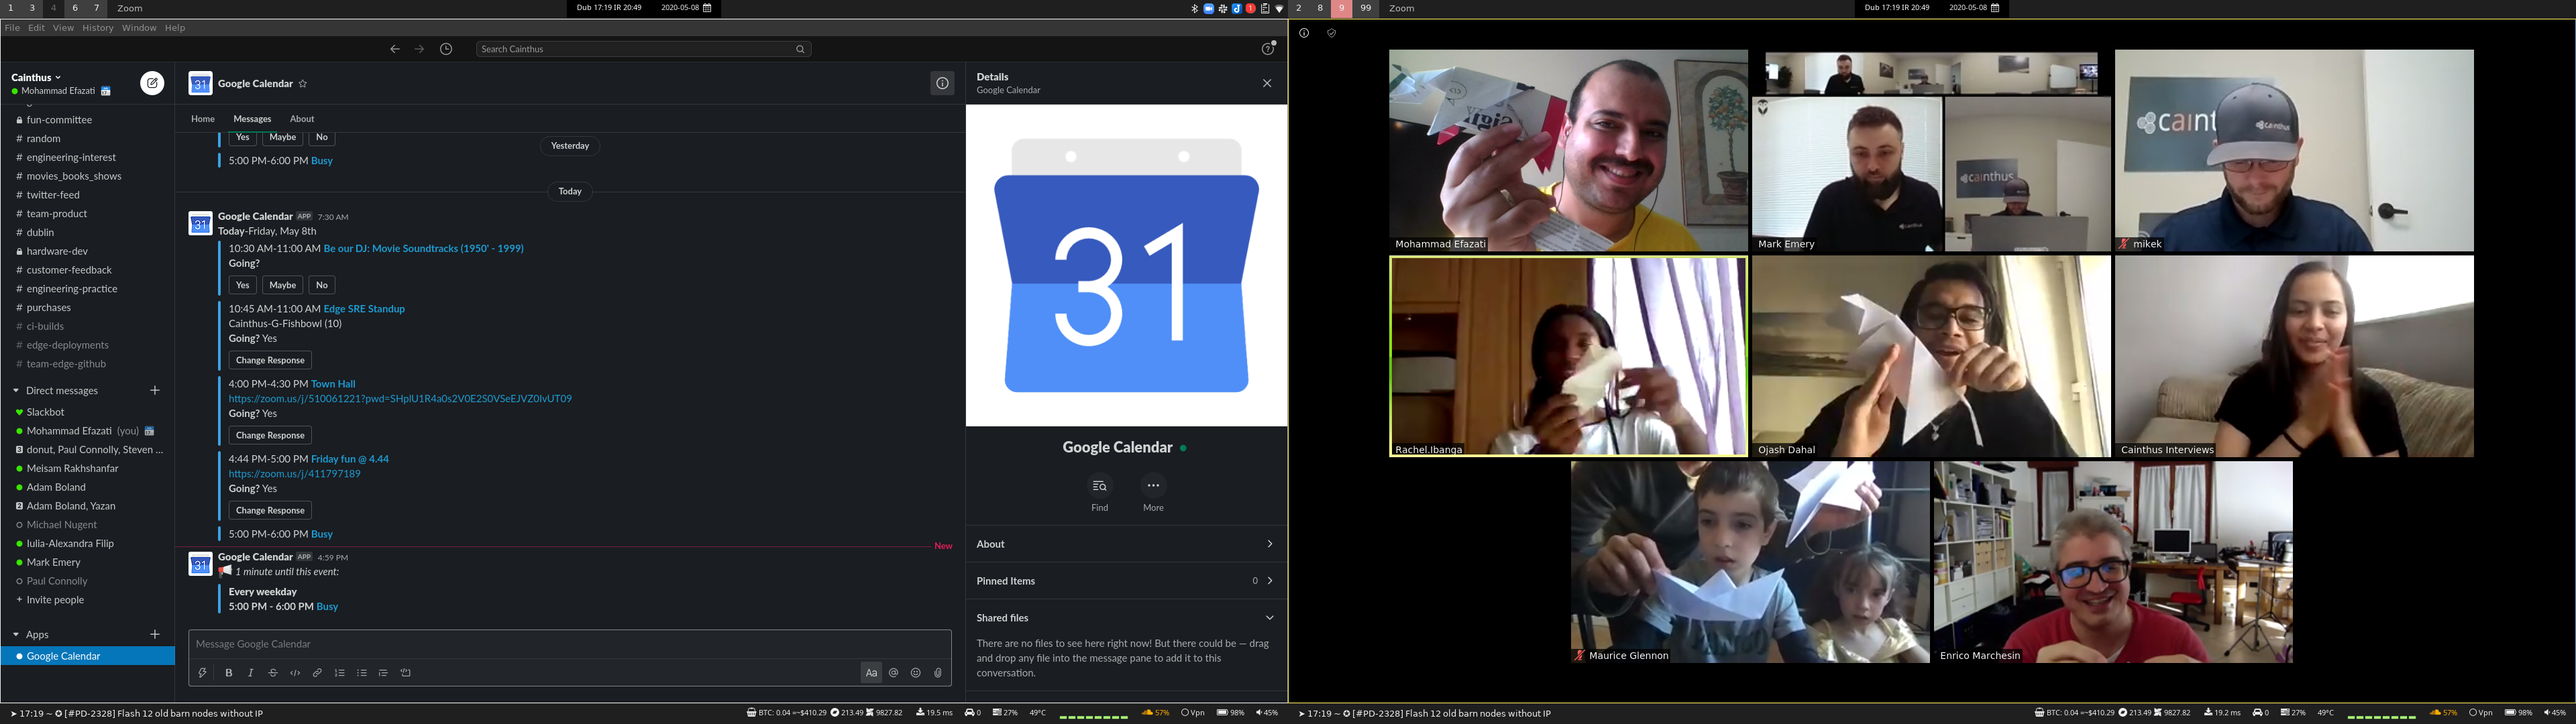 1 3 4 6 7 Zoom
Dub 17:19 IR 20:49 2020-05-08
File Edit View History Window Help
Search Cainthus
Cainthus
Mohammad Efazati
fun-committee
# random
# engineering-interest
# movies_books_shows
# twitter-feed
# team-product
# dublin
hardware-dev
# customer-feedback
# engineering-practice
# purchases
# ci-builds
# edge-deployments
# team-edge-github
Direct messages
Slackbot
Mohammad Efazati (you)
3 donut, Paul Connolly, Steven ...
Meisam Rakhshanfar
Adam Boland
2 Adam Boland, Yazan
Michael Nugent
Iulia-Alexandra Filip
Mark Emery
Paul Connolly
+ Invite people
Apps
Google Calendar
31 Google Calendar
Home Messages About
Yes Maybe No
Yesterday
5:00 PM-6:00 PM Busy
Today
31 Google Calendar APP 7:30 AM
Today-Friday, May 8th
10:30 AM-11:00 AM Be our DJ: Movie Soundtracks (1950' - 1999)
Going?
Yes Maybe No
10:45 AM-11:00 AM Edge SRE Standup
Cainthus-G-Fishbowl (10)
Going? Yes
Change Response
4:00 PM-4:30 PM Town Hall
https://zoom.us/j/510061221?pwd=SHplU1R4a0s2V0E2S0VSeEJVZ0lvUT09
Going? Yes
Change Response
4:44 PM-5:00 PM Friday fun @ 4.44
https://zoom.us/j/411797189
Going? Yes
Change Response
5:00 PM-6:00 PM Busy
New
31 Google Calendar APP 4:59 PM
1 minute until this event:
Every weekday
5:00 PM - 6:00 PM Busy
Message Google Calendar
B I S Aa @
Details
Google Calendar
31
Google Calendar
Find More
About
Pinned Items 0
Shared files
There are no files to see here right now! But there could be — drag
and drop any file into the message pane to add it to this
conversation.
17:19 ~ [#PD-2328] Flash 12 old barn nodes without IP
BTC: 0.04 ~$410.29 213.49 9827.82 19.5 ms 0 27% 49°C 57% Vpn 98% 45%
2 8 9 99 Zoom
Dub 17:19 IR 20:49 2020-05-08
Mohammad Efazati
Mark Emery
cainthus
caint
cainthus
mikek
Rachel.Ibanga
Ojash Dahal
Cainthus Interviews
Maurice Glennon
Enrico Marchesin
17:19 ~ [#PD-2328] Flash 12 old barn nodes without IP
BTC: 0.04 ~$410.29 213.49 9827.82 19.2 ms 0 27% 49°C 57% Vpn 98% 45%